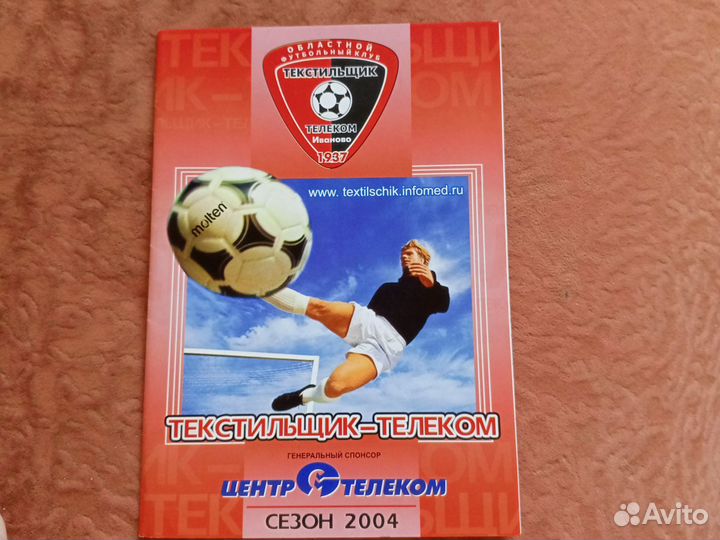 ОБЛАСТНОЙ
ФУТБОЛЬНЫЙ КЛУБ
ТЕКСТИЛЬЩИК
ТЕЛЕКОМ
Иваново
1937
www. textilschik.infomed.ru
molten
ТЕКСТИЛЬЩИК-ТЕЛЕКОМ
ГЕНЕРАЛЬНЫЙ СПОНСОР
ЦЕНТР ТЕЛЕКОМ
СЕЗОН 2004
Avito